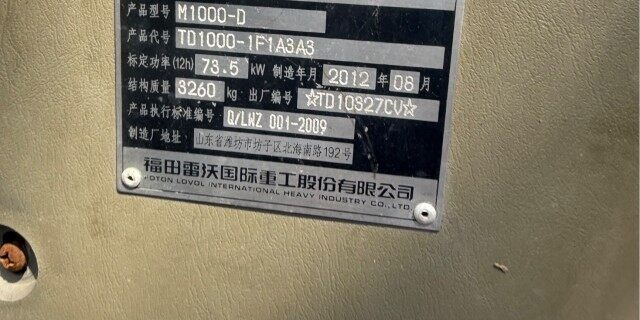 产品型号 M1000-D
产品代号 TD1000-1F1A3A3
标定功率(12h) 73.5 kW 制造年月 2012 年 08 月
结构质量 3260 kg 出厂编号 ☆TD10327CV☆
产品执行标准编号 Q/LWZ 001-2009
制造厂地址: 山东省潍坊市坊子区北海南路192号
福田雷沃国际重工股份有限公司
FOTON LOVOL INTERNATIONAL HEAVY INDUSTRY CO.,LTD.